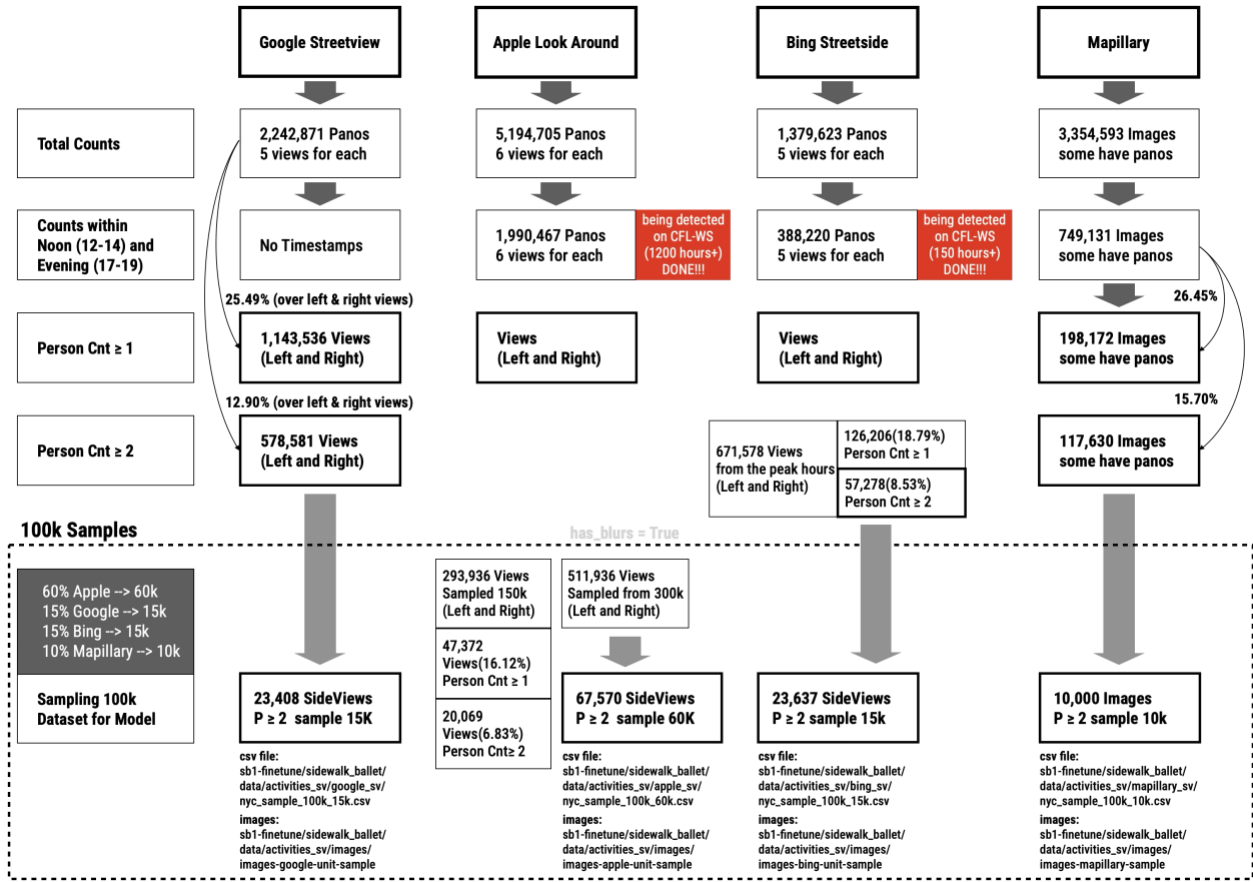 Google Streetview
Apple Look Around
Bing Streetside
Mapillary
Total Counts
2,242,871 Panos
5 views for each
5,194,705 Panos
6 views for each
1,379,623 Panos
5 views for each
3,354,593 Images
some have panos
Counts within
Noon (12-14) and
Evening (17-19)
No Timestamps
1,990,467 Panos
6 views for each
being detected
on CFL-WS
(1200 hours+)
DONE!!!
388,220 Panos
5 views for each
being detected
on CFL-WS
(150 hours+)
DONE!!!
749,131 Images
some have panos
25.49% (over left & right views)
26.45%
Person Cnt ≥ 1
1,143,536 Views
(Left and Right)
Views
(Left and Right)
Views
(Left and Right)
198,172 Images
some have panos
12.90% (over left & right views)
15.70%
Person Cnt ≥ 2
578,581 Views
(Left and Right)
671,578 Views
from the peak hours
(Left and Right)
126,206(18.79%)
Person Cnt ≥ 1
57,278(8.53%)
Person Cnt ≥ 2
117,630 Images
some have panos
100k Samples
has_blurs = True
60% Apple --> 60k
15% Google --> 15k
15% Bing --> 15k
10% Mapillary --> 10k
Sampling 100k
Dataset for Model
293,936 Views
Sampled 150k
(Left and Right)
47,372
Views(16.12%)
Person Cnt ≥ 1
20,069
Views(6.83%)
Person Cnt≥ 2
511,936 Views
Sampled from 300k
(Left and Right)
23,408 SideViews
P ≥ 2 sample 15K
67,570 SideViews
P ≥ 2 sample 60K
23,637 SideViews
P ≥ 2 sample 15k
10,000 Images
P ≥ 2 sample 10k
csv file:
sb1-finetune/sidewalk_ballet/
data/activities_sv/google_sv/
nyc_sample_100k_15k.csv
images:
sb1-finetune/sidewalk_ballet/
data/activities_sv/images/
images-google-unit-sample
csv file:
sb1-finetune/sidewalk_ballet/
data/activities_sv/apple_sv/
nyc_sample_100k_60k.csv
images:
sb1-finetune/sidewalk_ballet/
data/activities_sv/images/
images-apple-unit-sample
csv file:
sb1-finetune/sidewalk_ballet/
data/activities_sv/bing_sv/
nyc_sample_100k_15k.csv
images:
sb1-finetune/sidewalk_ballet/
data/activities_sv/images/
images-bing-unit-sample
csv file:
sb1-finetune/sidewalk_ballet/
data/activities_sv/mapillary_sv/
nyc_sample_100k_10k.csv
images:
sb1-finetune/sidewalk_ballet/
data/activities_sv/images/
images-mapillary-sample